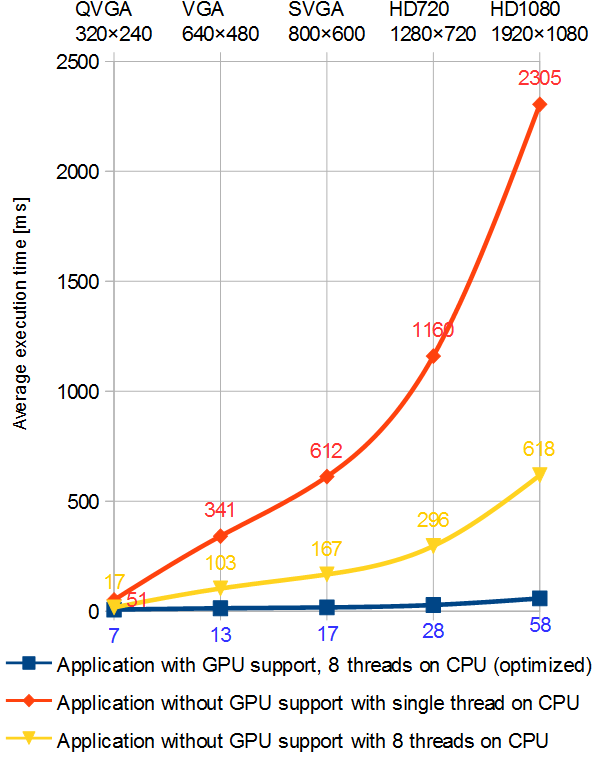 QVGA VGA SVGA HD720 HD1080
320×240 640×480 800×600 1280×720 1920×1080
2500
2305
2000
Average execution time [ms]
1500
1160
1000
612
618
500
341
296
167
103
17
51
0
7 13 17 28 58
Application with GPU support, 8 threads on CPU (optimized)
Application without GPU support with single thread on CPU
Application without GPU support with 8 threads on CPU